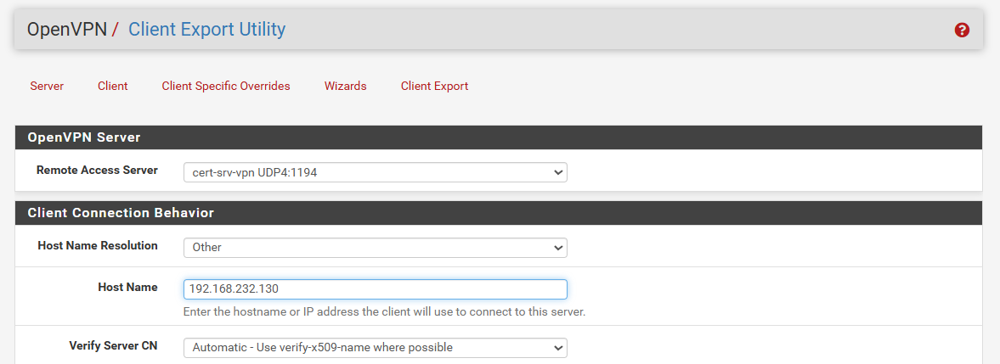 OpenVPN / Client Export Utility ?
Server Client Client Specific Overrides Wizards Client Export
OpenVPN Server
Remote Access Server cert-srv-vpn UDP4:1194
Client Connection Behavior
Host Name Resolution Other
Host Name 192.168.232.130
Enter the hostname or IP address the client will use to connect to this server.
Verify Server CN Automatic - Use verify-x509-name where possible